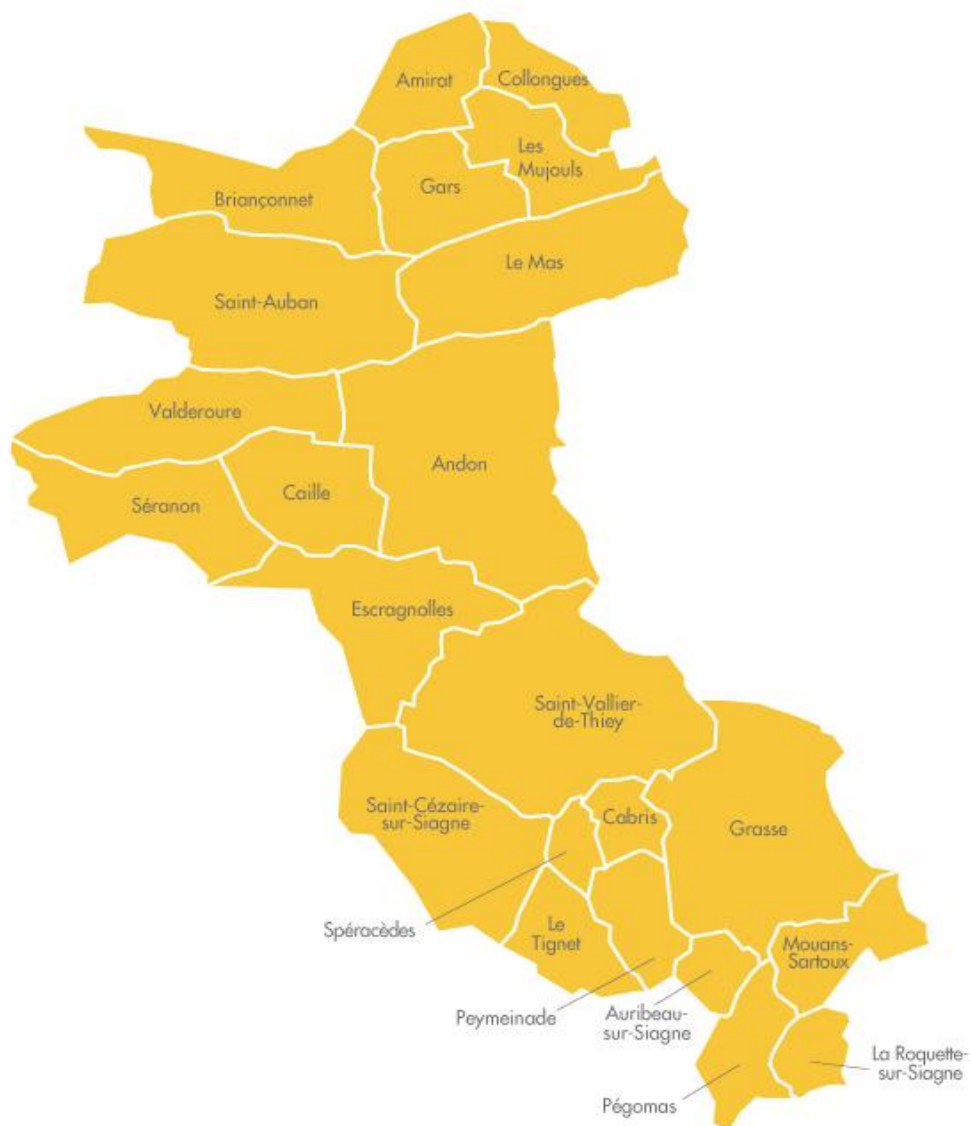 Amirat
Collongues
Les
Mujouls
Gars
Briançonnet
Le Mas
Saint-Auban
Valderoure
Andon
Caille
Séranon
Escragnolles
Saint-Vallier-
de-Thiey
Saint-Cézaire-
sur-Siagne
Cabris
Grasse
Spéracèdes
Le
Tignet
Mouans-
Sartoux
Peymeinade
Auribeau-
sur-Siagne
La Roquette-
sur-Siagne
Pégomas